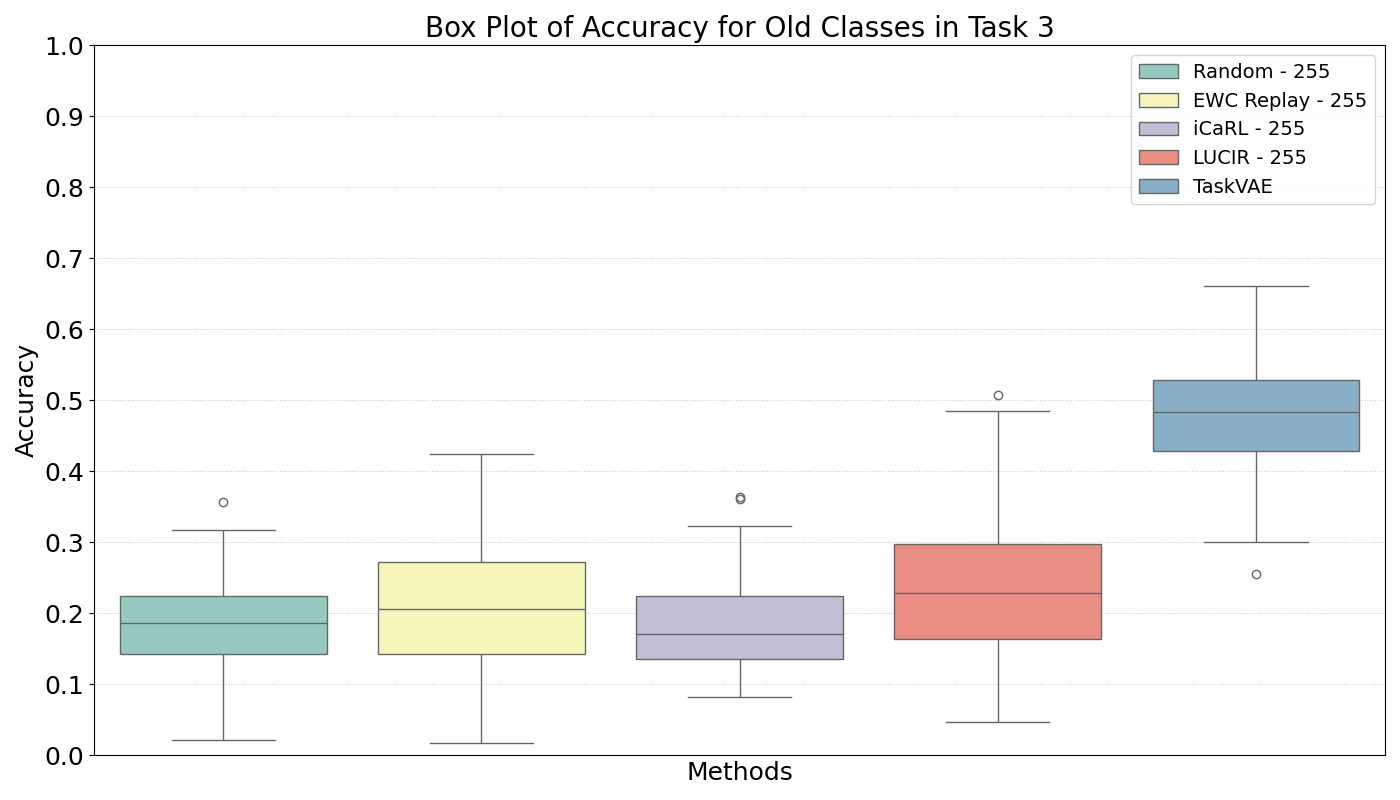 Box Plot of Accuracy for Old Classes in Task 3
1.0
0.9
0.8
0.7
0.6
0.5
0.4
0.3
0.2
0.1
0.0
Accuracy
Methods
Random - 255
EWC Replay - 255
iCaRL - 255
LUCIR - 255
TaskVAE